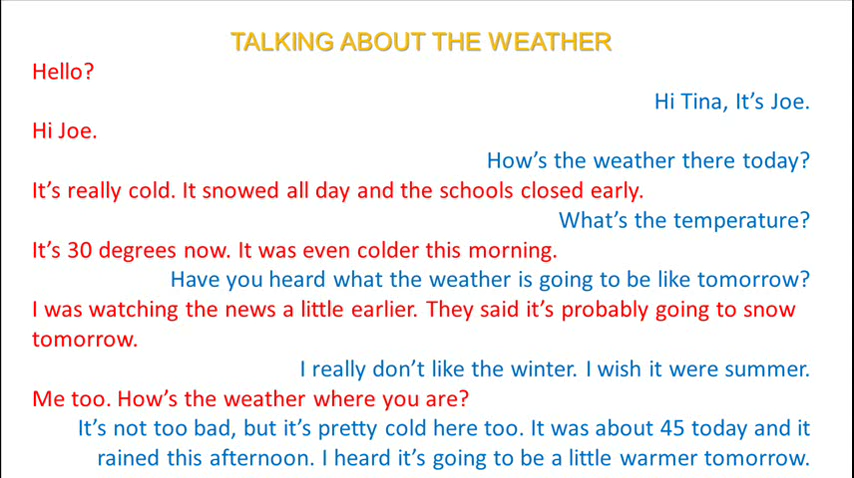 TALKING ABOUT THE WEATHER
Hello?
Hi Tina, It's Joe.
Hi Joe.
How's the weather there today?
It's really cold. It snowed all day and the schools closed early.
What's the temperature?
It's 30 degrees now. It was even colder this morning.
Have you heard what the weather is going to be like tomorrow?
I was watching the news a little earlier. They said it's probably going to snow
tomorrow.
I really don't like the winter. I wish it were summer.
Me too. How's the weather where you are?
It's not too bad, but it's pretty cold here too. It was about 45 today and it
rained this afternoon. I heard it's going to be a little warmer tomorrow.